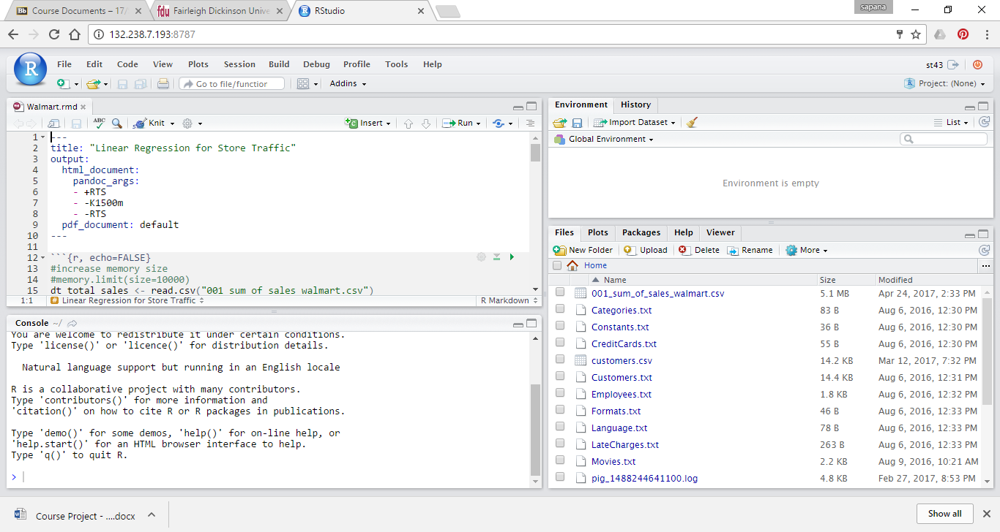 Bb Course Documents – 17/
fdu Fairleigh Dickinson Unive
R RStudio
sapana
132.238.7.193:8787
R
File Edit Code View Plots Session Build Debug Profile Tools Help
st43
Go to file/function
Addins
Project: (None)
Walmart.rmd
ABC Knit Insert Run
1 ---
2 title: "Linear Regression for Store Traffic"
3 output:
4 html_document:
5 pandoc_args:
6 - +RTS
7 - -K1500m
8 - -RTS
9 pdf_document: default
10 ---
11
12 ```{r, echo=FALSE}
13 #increase memory size
14 #memory.limit(size=10000)
15 dt_total_sales <- read.csv("001_sum_of_sales_walmart.csv")
1:1 # Linear Regression for Store Traffic R Markdown
Console ~/
You are welcome to redistribute it under certain conditions.
Type 'license()' or 'licence()' for distribution details.
Natural language support but running in an English locale
R is a collaborative project with many contributors.
Type 'contributors()' for more information and
'citation()' on how to cite R or R packages in publications.
Type 'demo()' for some demos, 'help()' for on-line help, or
'help.start()' for an HTML browser interface to help.
Type 'q()' to quit R.
>
Environment History
Import Dataset List
Global Environment
Environment is empty
Files Plots Packages Help Viewer
New Folder Upload Delete Rename More
Home ...
Name Size Modified
001_sum_of_sales_walmart.csv 5.1 MB Apr 24, 2017, 2:33 PM
Categories.txt 83 B Aug 6, 2016, 12:30 PM
Constants.txt 36 B Aug 6, 2016, 12:30 PM
CreditCards.txt 55 B Aug 6, 2016, 12:30 PM
customers.csv 14.2 KB Mar 12, 2017, 7:32 PM
Customers.txt 14.4 KB Aug 6, 2016, 12:31 PM
Employees.txt 1.8 KB Aug 6, 2016, 12:32 PM
Formats.txt 46 B Aug 6, 2016, 12:33 PM
Language.txt 78 B Aug 6, 2016, 12:33 PM
LateCharges.txt 263 B Aug 6, 2016, 12:33 PM
Movies.txt 2.2 KB Aug 9, 2016, 10:21 AM
pig_1488244641100.log 4.8 KB Feb 27, 2017, 8:53 PM
Course Project - ....docx
Show all